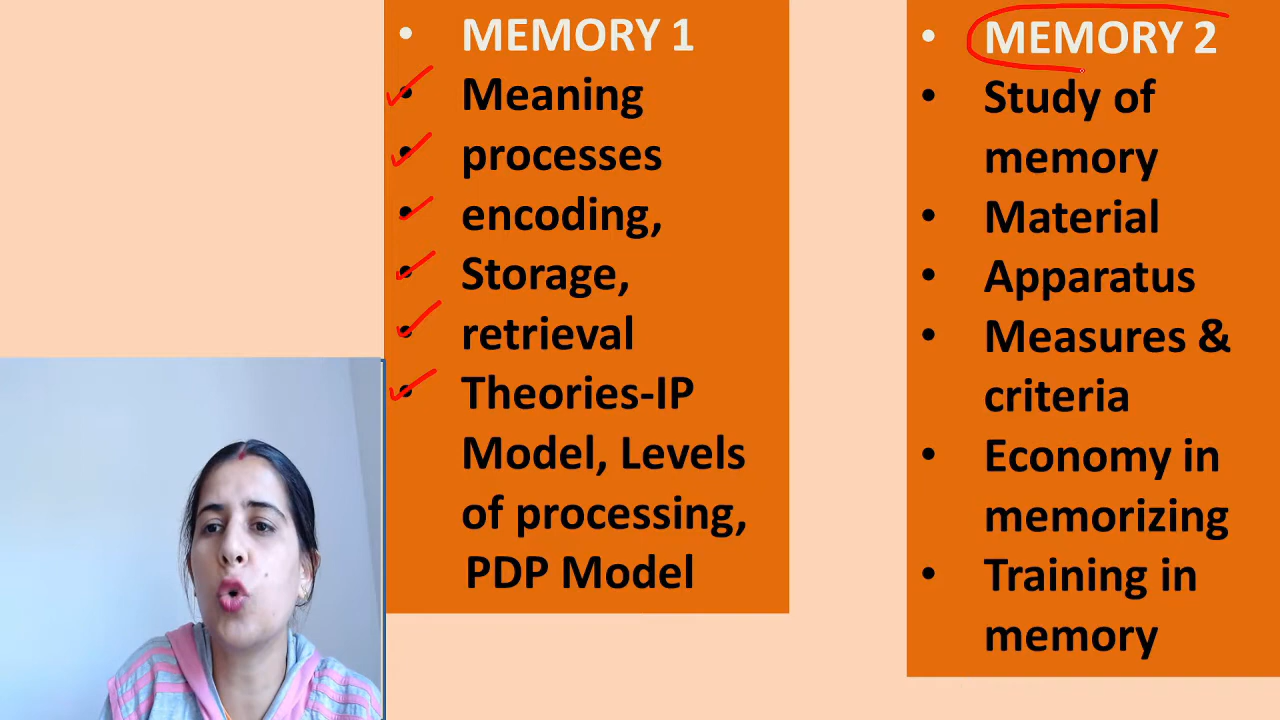 MEMORY 1
Meaning
processes
encoding,
Storage,
retrieval
Theories-IP
Model, Levels
of processing,
PDP Model
MEMORY 2
Study of
memory
Material
Apparatus
Measures &
criteria
Economy in
memorizing
Training in
memory